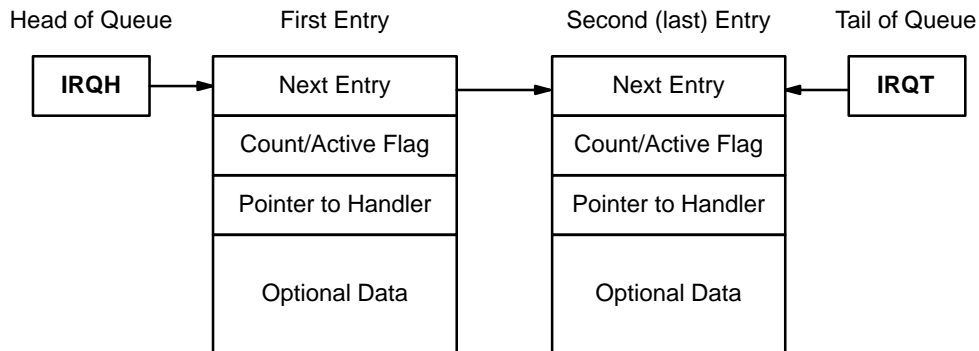 Head of Queue First Entry Second (last) Entry Tail of Queue
IRQH Next Entry Next Entry IRQT
Count/Active Flag Count/Active Flag
Pointer to Handler Pointer to Handler
Optional Data Optional Data